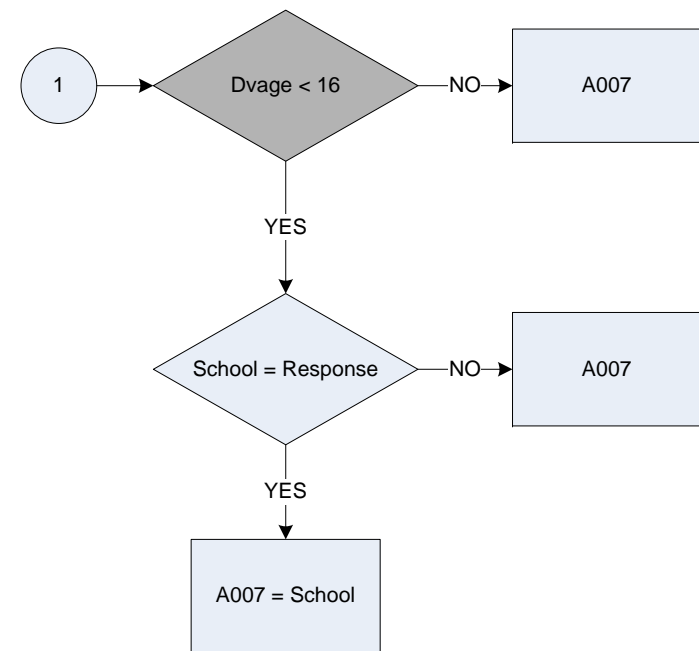 1
Dvage < 16
NO
A007
YES
School = Response
NO
A007
YES
A007 = School